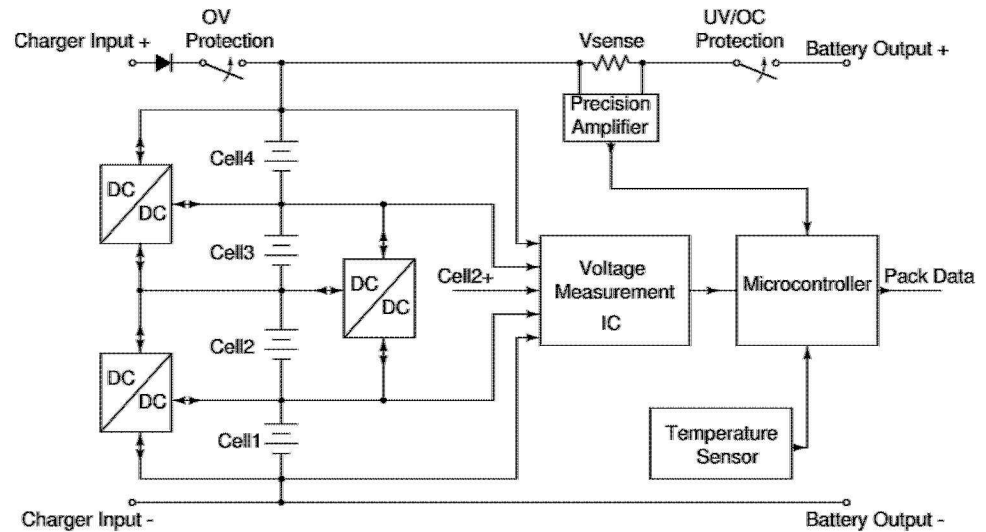 OV
UV/OC
Charger Input +
Protection
Vsense
Protection
Battery Output +
Precision
Amplifier
Cell4
DC
DC
Cell3
DC
DC
Cell2+
Voltage
Measurement
IC
Microcontroller
Pack Data
Cell2
DC
DC
Cell1
Temperature
Sensor
Charger Input -
Battery Output -